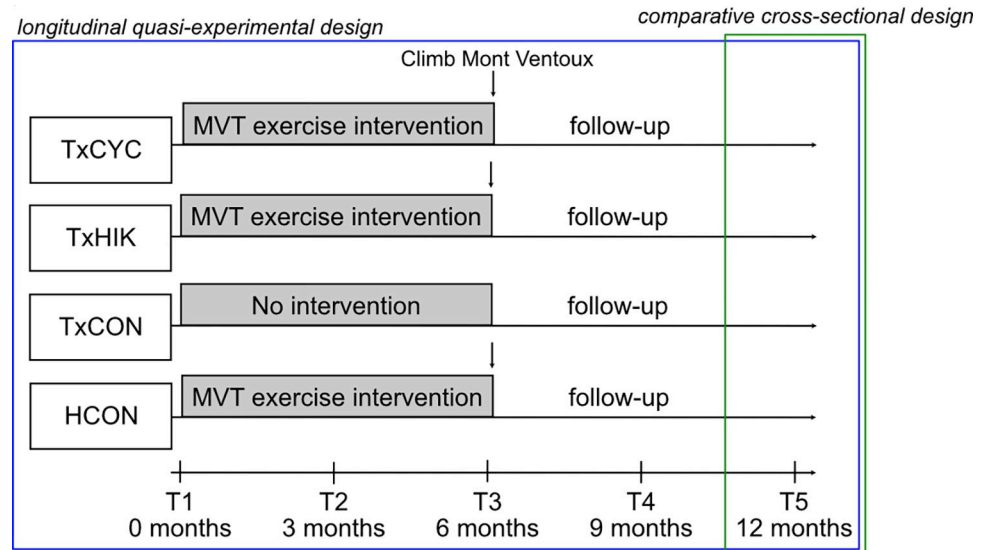 longitudinal quasi-experimental design
comparative cross-sectional design
Climb Mont Ventoux
TxCYC
MVT exercise intervention
follow-up
TxHIK
MVT exercise intervention
follow-up
TxCON
No intervention
follow-up
HCON
MVT exercise intervention
follow-up
T1 T2 T3 T4 T5
0 months 3 months 6 months 9 months 12 months